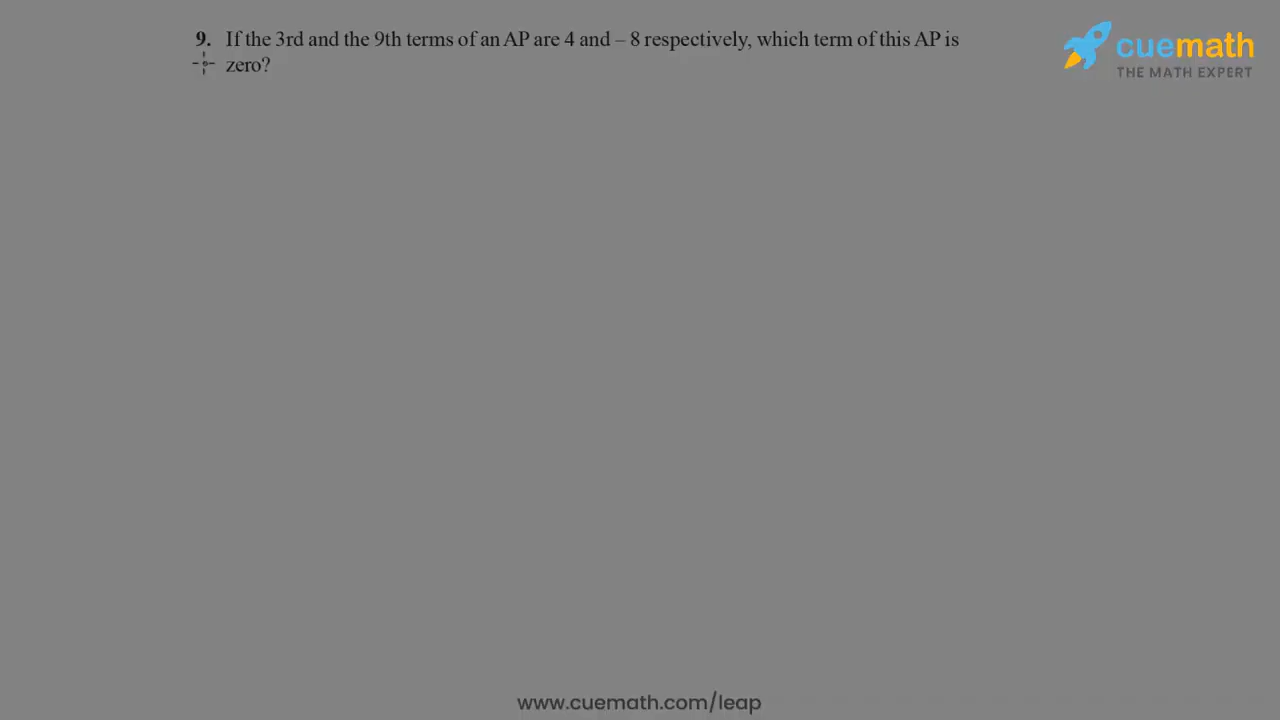 9. If the 3rd and the 9th terms of an AP are 4 and – 8 respectively, which term of this AP is
zero?
cuemath
THE MATH EXPERT
www.cuemath.com/leap